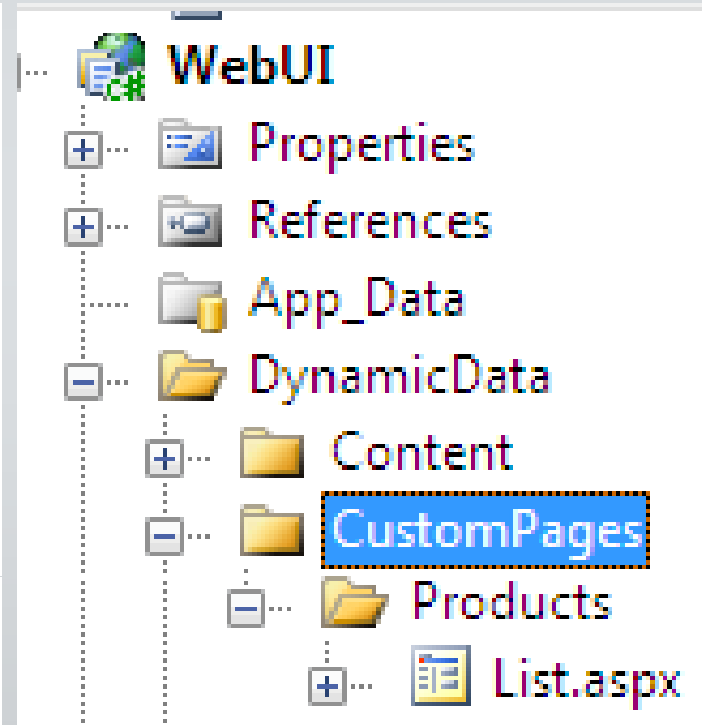 WebUI
Properties
References
App_Data
DynamicData
Content
CustomPages
Products
List.aspx